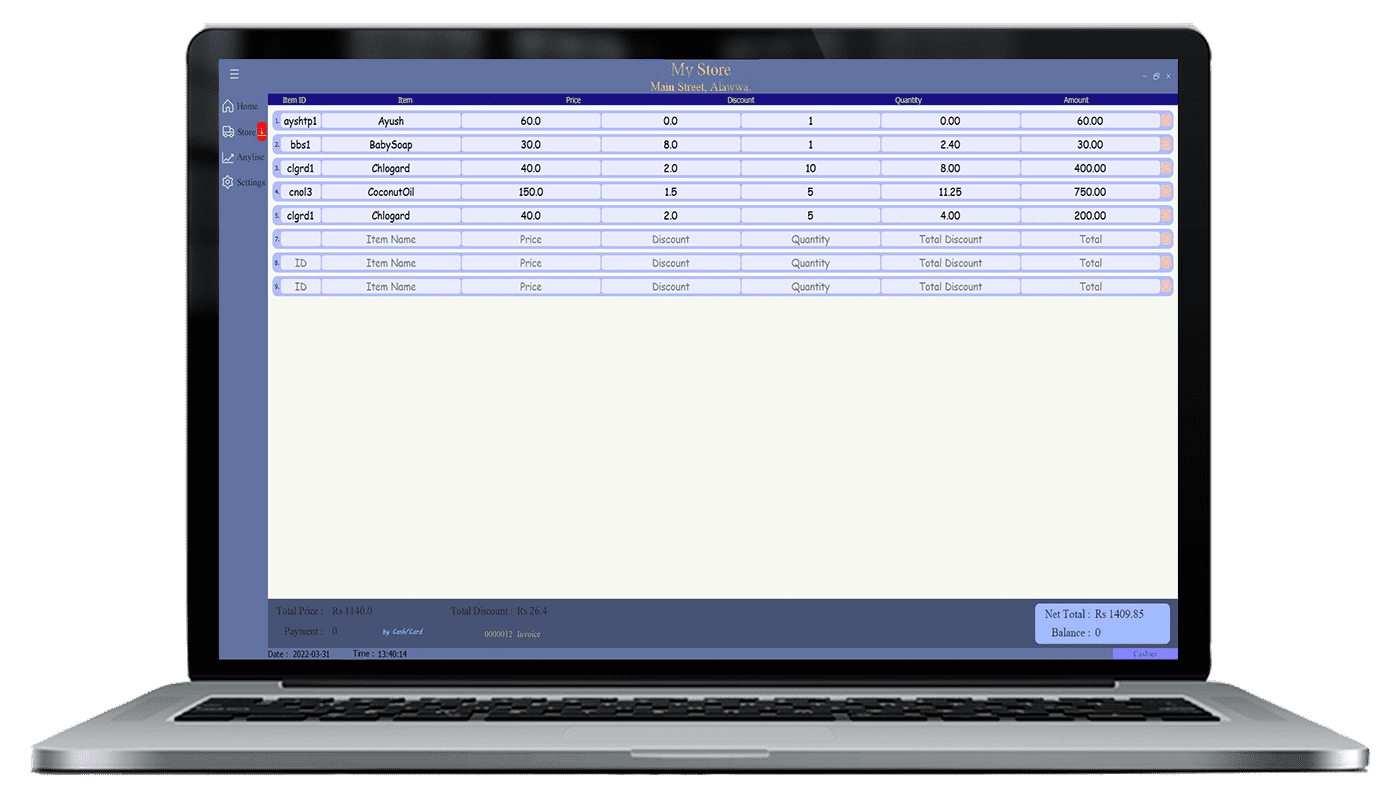 ☰ My Store
Main Street, Alawwa.
Item ID Item Price Discount Quantity Amount
Home
Store
Anylise
Settings
1. ayshtp1 Ayush 60.0 0.0 1 0.00 60.00
2. bbs1 BabySoap 30.0 8.0 1 2.40 30.00
3. clgrd1 Chlogard 40.0 2.0 10 8.00 400.00
4. cnol3 CoconutOil 150.0 1.5 5 11.25 750.00
5. clgrd1 Chlogard 40.0 2.0 5 4.00 200.00
7. Item Name Price Discount Quantity Total Discount Total
8. ID Item Name Price Discount Quantity Total Discount Total
9. ID Item Name Price Discount Quantity Total Discount Total
Total Price : Rs 1140.0 Total Discount : Rs 26.4 Net Total : Rs 1409.85
Payment : 0 By Cash/Card 0000012 Invoice Balance : 0
Date : 2022-03-31 Time : 13:40:14 Cashier